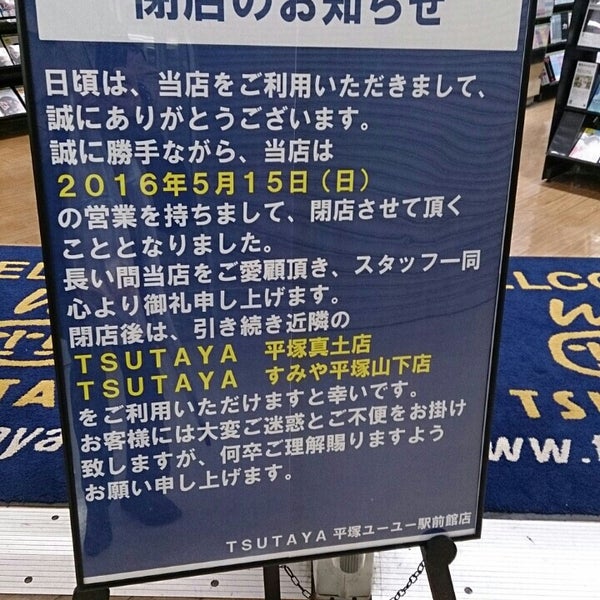 閉店のお知らせ
日頃は、当店をご利用いただきまして、
誠にありがとうございます。
誠に勝手ながら、当店は
２０１６年５月１５日（日）
の営業を持ちまして、閉店させて頂く
こととなりました。
長い間当店をご愛顧頂き、スタッフ一同
心より御礼申し上げます。
閉店後は、引き続き近隣の
ＴＳＵＴＡＹＡ　平塚真土店
ＴＳＵＴＡＹＡ　すみや平塚山下店
をご利用いただけますと幸いです。
お客様には大変ご迷惑とご不便をお掛け
致しますが、何卒ご理解賜りますよう
お願い申し上げます。
ＴＳＵＴＡＹＡ 平塚ユーユー駅前館店
ELCO
TSU
www.t